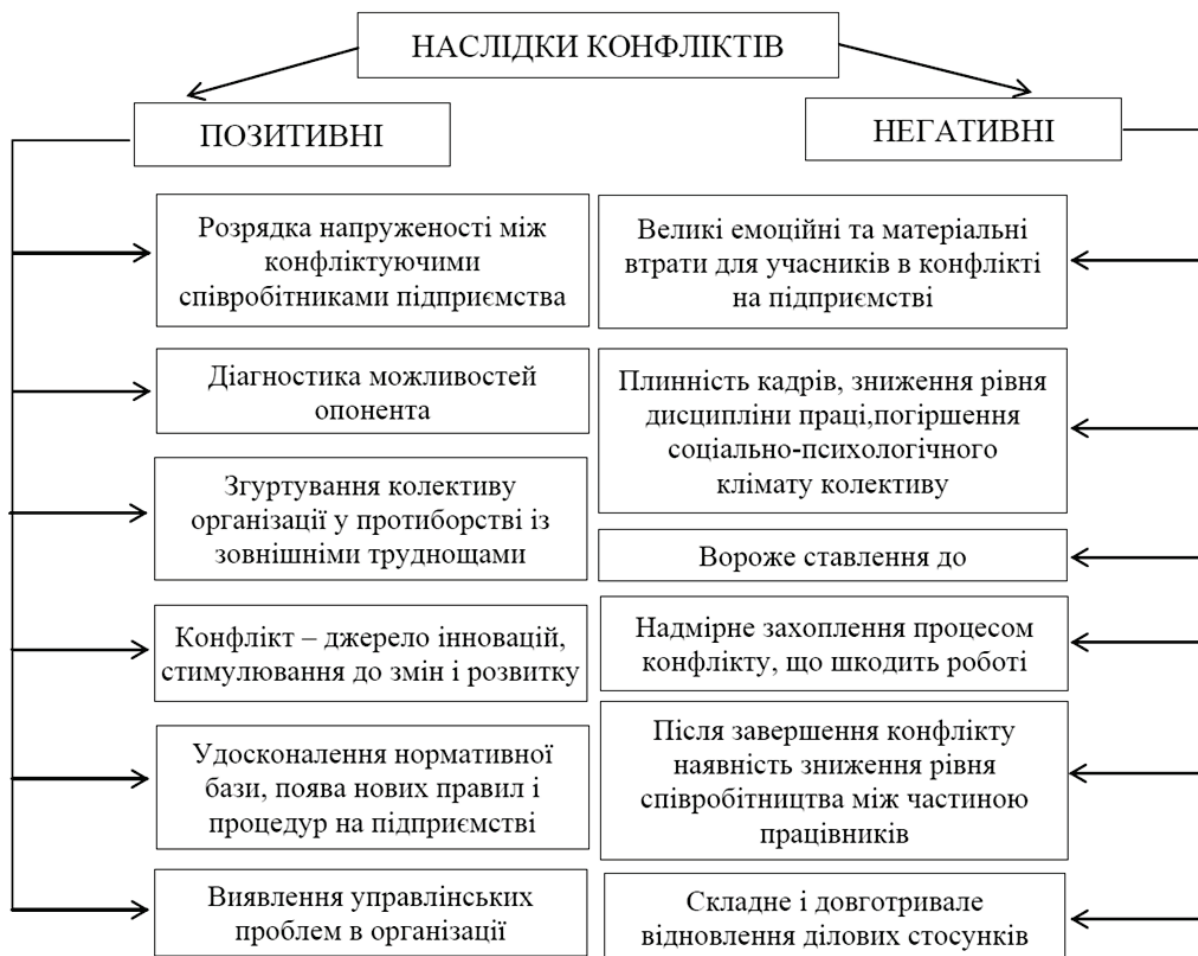 НАСЛІДКИ КОНФЛІКТІВ
ПОЗИТИВНІ
НЕГАТИВНІ
Розрядка напруженості між
конфліктуючими
співробітниками підприємства
Діагностика можливостей
опонента
Згуртування колективу
організації у протиборстві із
зовнішніми труднощами
Конфлікт – джерело інновацій,
стимулювання до змін і розвитку
Удосконалення нормативної
бази, поява нових правил і
процедур на підприємстві
Виявлення управлінських
проблем в організації
Великі емоційні та матеріальні
втрати для учасників в конфлікті
на підприємстві
Плинність кадрів, зниження рівня
дисципліни праці,погіршення
соціально-психологічного
клімату колективу
Вороже ставлення до
Надмірне захоплення процесом
конфлікту, що шкодить роботі
Після завершення конфлікту
наявність зниження рівня
співробітництва між частиною
працівників
Складне і довготривале
відновлення ділових стосунків